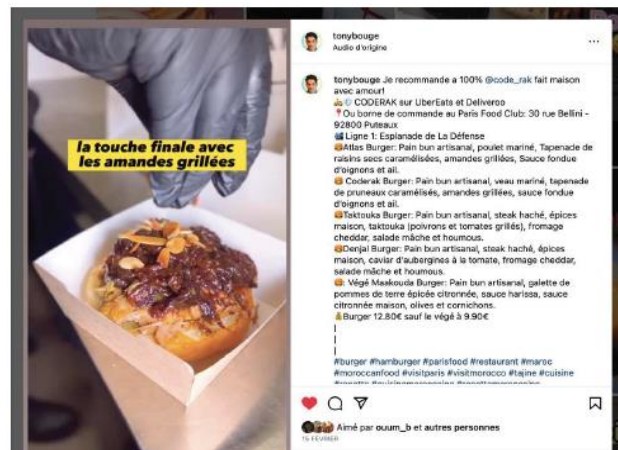 la touche finale avec
les amandes grillées
tonybouge
Audio d'origine
tonybouge Je recommande a 100% @code_rak fait maison
avec amour!
CODERAK sur UberEats et Deliveroo
Ou borne de commande au Paris Food Club: 30 rue Bellini -
92800 Puteaux
Ligne 1: Esplanade de La Défense
Atlas Burger: Pain bun artisanal, poulet mariné, Tapenade de
raisins secs caramélisées, amandes grillées, Sauce fondue
d'oignons et ail.
Coderak Burger: Pain bun artisanal, veau mariné, tapenade
de pruneaux caramélisés, amandes grillées, sauce fondue
d'oignons et ail.
Taktouka Burger: Pain bun artisanal, steak haché, épices
maison, taktouka (poivrons et tomates grillés), fromage
cheddar, salade mâche et houmous.
Denjal Burger: Pain bun artisanal, steak haché, épices
maison, caviar d'aubergines à la tomate, fromage cheddar,
salade mâche et houmous.
: Végé Maakouda Burger: Pain bun artisanal, galette de
pommes de terre épicée citronnée, sauce harissa, sauce
citronnée maison, olives et cornichons.
Burger 12.80€ sauf le végé à 9.90€
|
|
|
|
#burger #hamburger #parisfood #restaurant #maroc
#moroccanfood #visitparis #visitmorocco #tajine #cuisine
Aimé par ouum_b et autres personnes
15 FÉVRIER